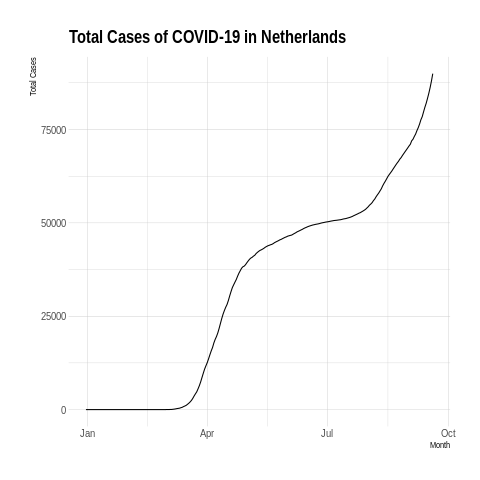 Total Cases of COVID-19 in Netherlands
Total Cases
75000
50000
25000
0
Jan Apr Jul Oct
Month